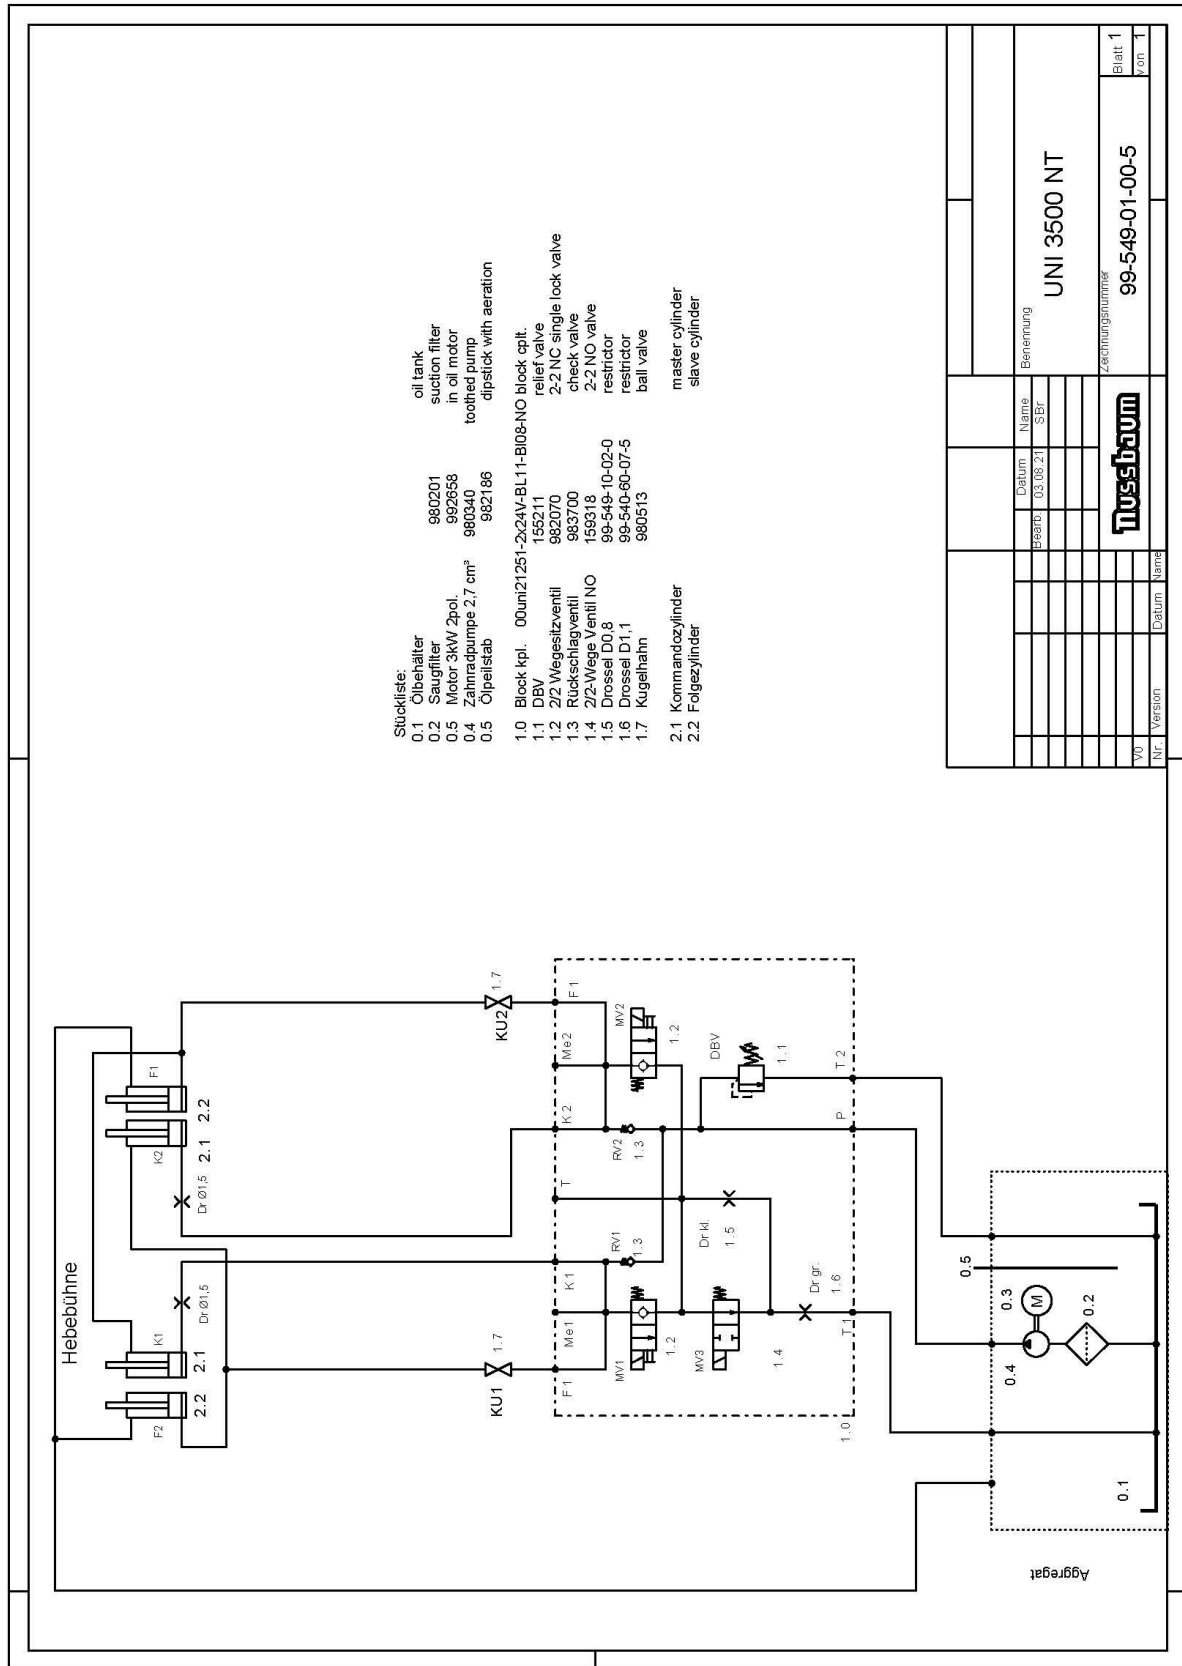 Hebebühne
F2
2.2
K1
2.1
Dr Ø1,5
K2
2.1
Dr Ø1,5
F1
2.2
KU1
1.7
KU2
1.7
F1
Me1
K1
T
K2
Me2
F1
MV1
1.2
RV1
1.3
RV2
1.3
MV2
1.2
MV3
1.4
Dr kl.
1.5
DBV
1.1
Dr gr.
1.6
1.0
T1
P
T2
Aggregat
0.1
0.4
0.3
M
0.2
0.5
Stückliste:
0.1 Ölbehälter oil tank
0.2 Saugfilter 980201 suction filter
0.5 Motor 3kW 2pol. 992658 in oil motor
0.4 Zahnradpumpe 2,7 cm³ 980340 toothed pump
0.5 Ölpeilstab 982186 dipstick with aeration
1.0 Block kpl. 00uni21251-2x24V-BL11-BI08-NO block cplt.
1.1 DBV 155211 relief valve
1.2 2/2 Wegesitzventil 982070 2-2 NC single lock valve
1.3 Rückschlagventil 983700 check valve
1.4 2/2-Wege Ventil NO 159318 2-2 NO valve
1.5 Drossel D0,8 99-549-10-02-0 restrictor
1.6 Drossel D1,1 99-540-60-07-5 restrictor
1.7 Kugelhahn 980513 ball valve
2.1 Kommandozylinder master cylinder
2.2 Folgezylinder slave cylinder
Datum Name
Bearb. 03.08.21 SBr
Benennung
UNI 3500 NT
nussbaum
Zeichnungsnummer
99-549-01-00-5
Blatt 1
von 1
V0
Nr. Version Datum Name